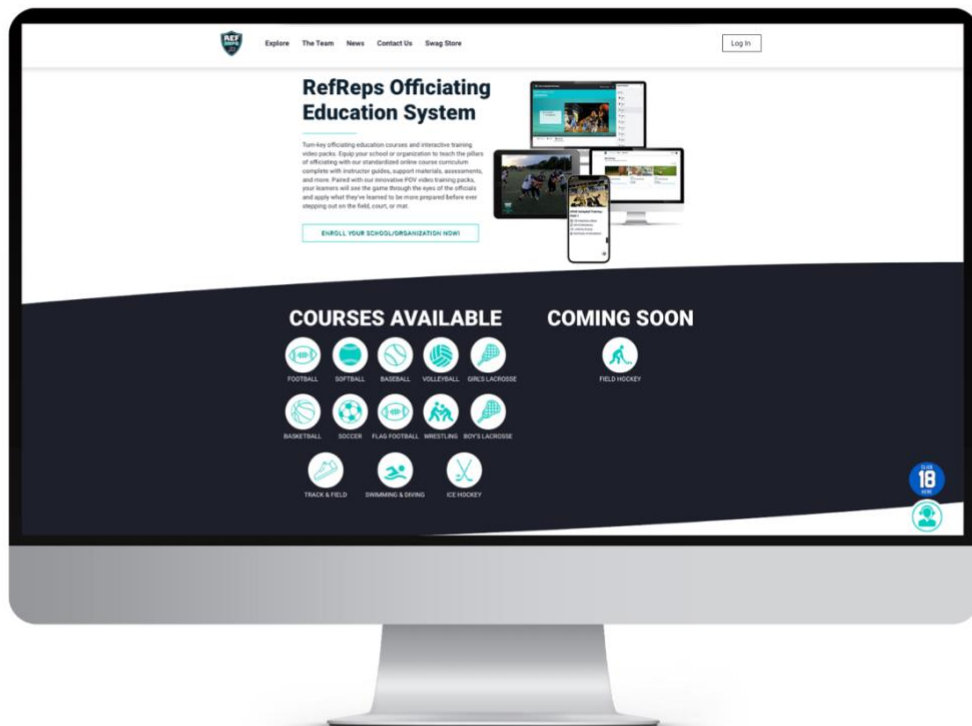 REF
REPS
Explore
The Team
News
Contact Us
Swag Store
Log In
RefReps Officiating
Education System
Turn-key officiating education courses and interactive training
video packs. Equip your school or organization to teach the pillars
of officiating with our standardized online course curriculum
complete with instructor guides, support materials, assessments,
and more. Paired with our innovative POV video training packs,
your learners will see the game through the eyes of the officials
and apply what they've learned to be more prepared before ever
stepping out on the field, court, or mat.
ENROLL YOUR SCHOOL/ORGANIZATION NOW!
COURSES AVAILABLE
FOOTBALL
SOFTBALL
BASEBALL
VOLLEYBALL
GIRL'S LACROSSE
BASKETBALL
SOCCER
FLAG FOOTBALL
WRESTLING
BOY'S LACROSSE
TRACK & FIELD
SWIMMING & DIVING
ICE HOCKEY
COMING SOON
FIELD HOCKEY
CLUB
18